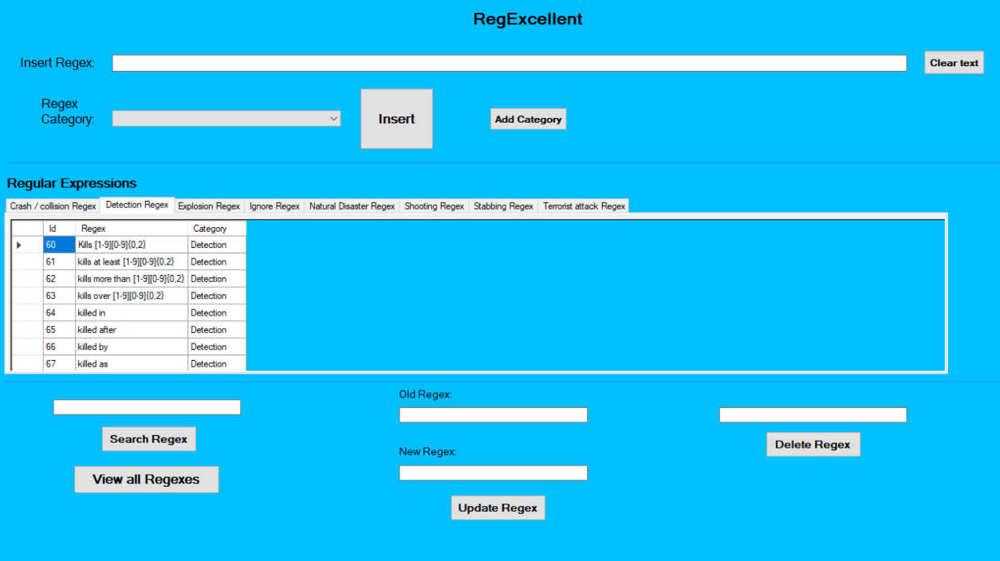 RegExcellent
Insert Regex:
Clear text
Regex
Category:
Insert
Add Category
Regular Expressions
Crash / collision Regex Detection Regex Explosion Regex Ignore Regex Natural Disaster Regex Shooting Regex Stabbing Regex Terrorist attack Regex
Id Regex Category
60 Kills [1-9][0-9]{0,2} Detection
61 kills at least [1-9][0-9]{0,2} Detection
62 kills more than [1-9][0-9]{0,2} Detection
63 kills over [1-9][0-9]{0,2} Detection
64 killed in Detection
65 killed after Detection
66 killed by Detection
67 killed as Detection
Search Regex
View all Regexes
Old Regex:
New Regex:
Update Regex
Delete Regex